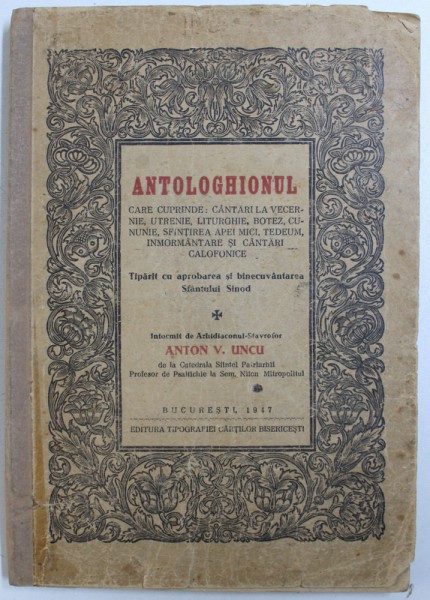 ANTOLOGHIONUL
CARE CUPRINDE: CÂNTĂRI LA VECER-
NIE, UTRENIE, LITURGHIE, BOTEZ, CU-
NUNIE, SFINȚIREA APEI MICI, TEDEUM,
INMORMÂNTARE ȘI CÂNTĂRI
CALOFONICE
Tipărit cu aprobarea și binecuvântarea
Sfântului Sinod
Intocmit de Arhidiaconul-Stavrofor
ANTON V. UNCU
de la Catedrala Sfintei Patriarhii
Profesor de Psaltichie la Sem. Nifon Mitropolitul
BUCUREȘTI, 1947
EDITURA TIPOGRAFIEI CĂRȚILOR BISERICEȘTI